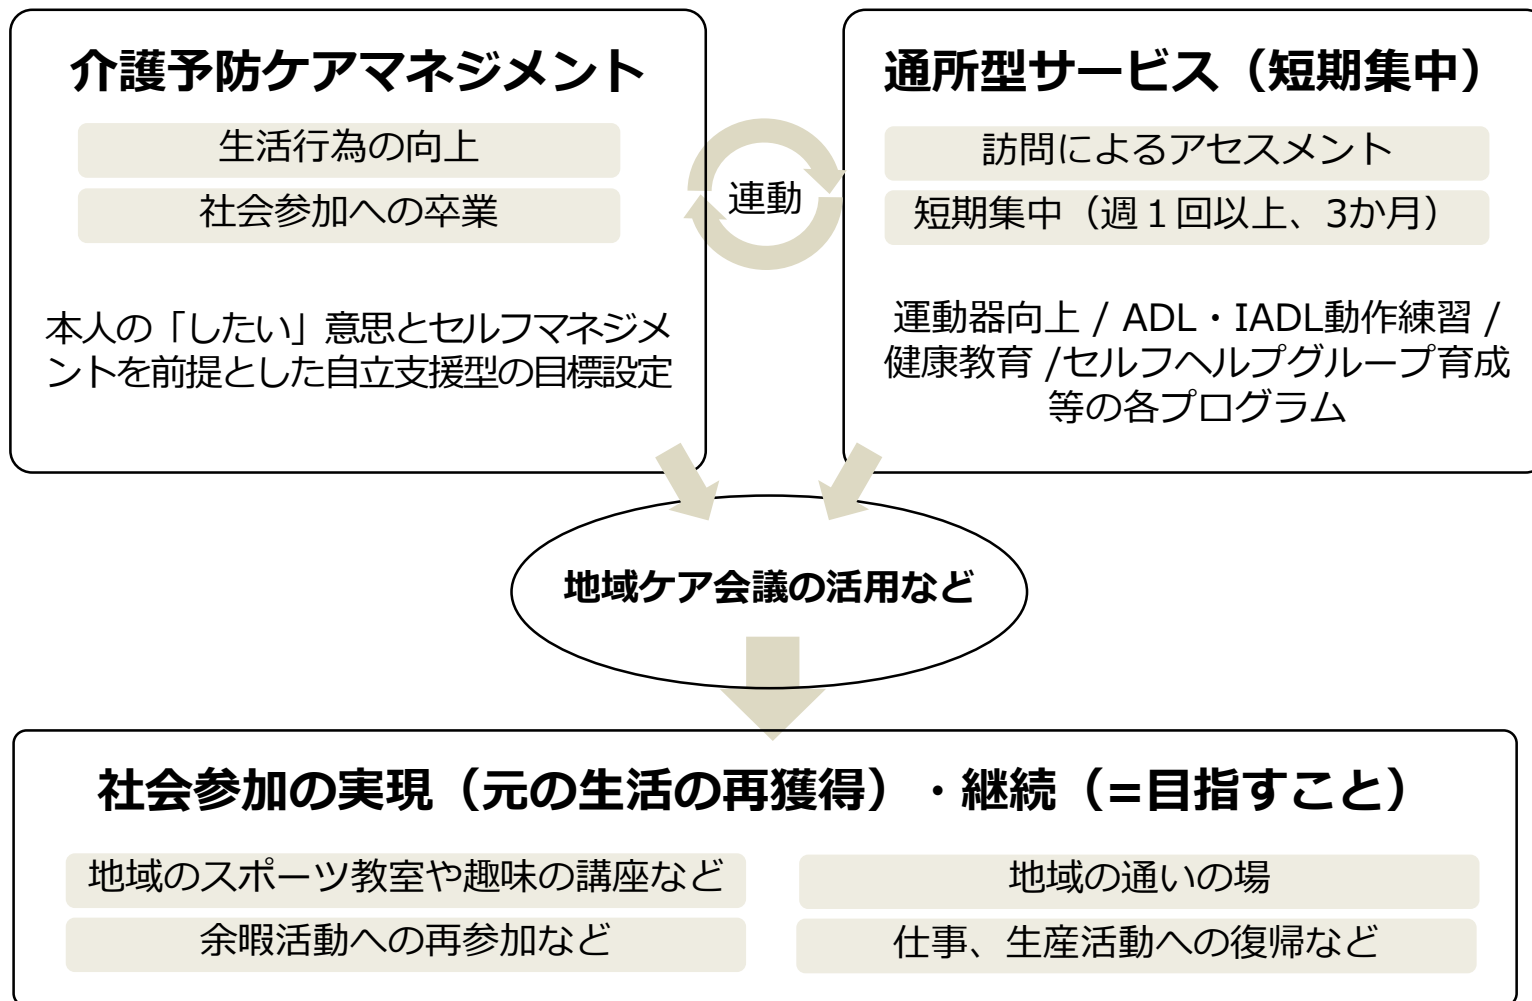 介護予防ケアマネジメント
生活行為の向上
社会参加への卒業
本人の「したい」意思とセルフマネジメ
ントを前提とした自立支援型の目標設定
連動
通所型サービス（短期集中）
訪問によるアセスメント
短期集中（週１回以上、3か月）
運動器向上 / ADL・IADL動作練習 /
健康教育 /セルフヘルプグループ育成
等の各プログラム
地域ケア会議の活用など
社会参加の実現（元の生活の再獲得）・継続（=目指すこと）
地域のスポーツ教室や趣味の講座など
地域の通いの場
余暇活動への再参加など
仕事、生産活動への復帰など